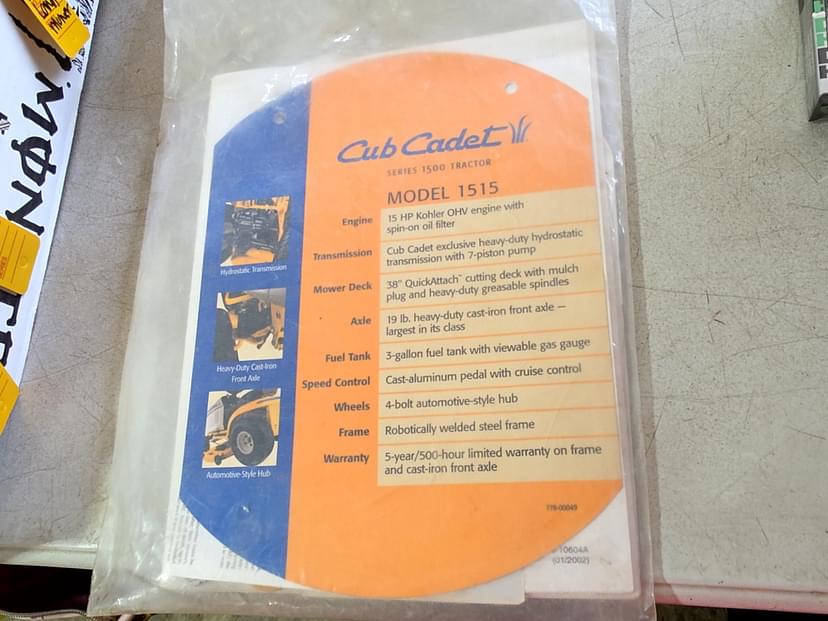 Cub Cadet
SERIES 1500 TRACTOR
MODEL 1515
Engine
15 HP Kohler OHV engine with
spin-on oil filter
Transmission
Cub Cadet exclusive heavy-duty hydrostatic
transmission with 7-piston pump
Mower Deck
38" QuickAttach™ cutting deck with mulch
plug and heavy-duty greasable spindles
Axle
19 lb. heavy-duty cast-iron front axle —
largest in its class
Fuel Tank
3-gallon fuel tank with viewable gas gauge
Speed Control
Cast-aluminum pedal with cruise control
Wheels
4-bolt automotive-style hub
Frame
Robotically welded steel frame
Warranty
5-year/500-hour limited warranty on frame
and cast-iron front axle
Hydrostatic Transmission
Heavy-Duty Cast-Iron
Front Axle
Automotive-Style Hub
779-00049
10604A
(01/2002)